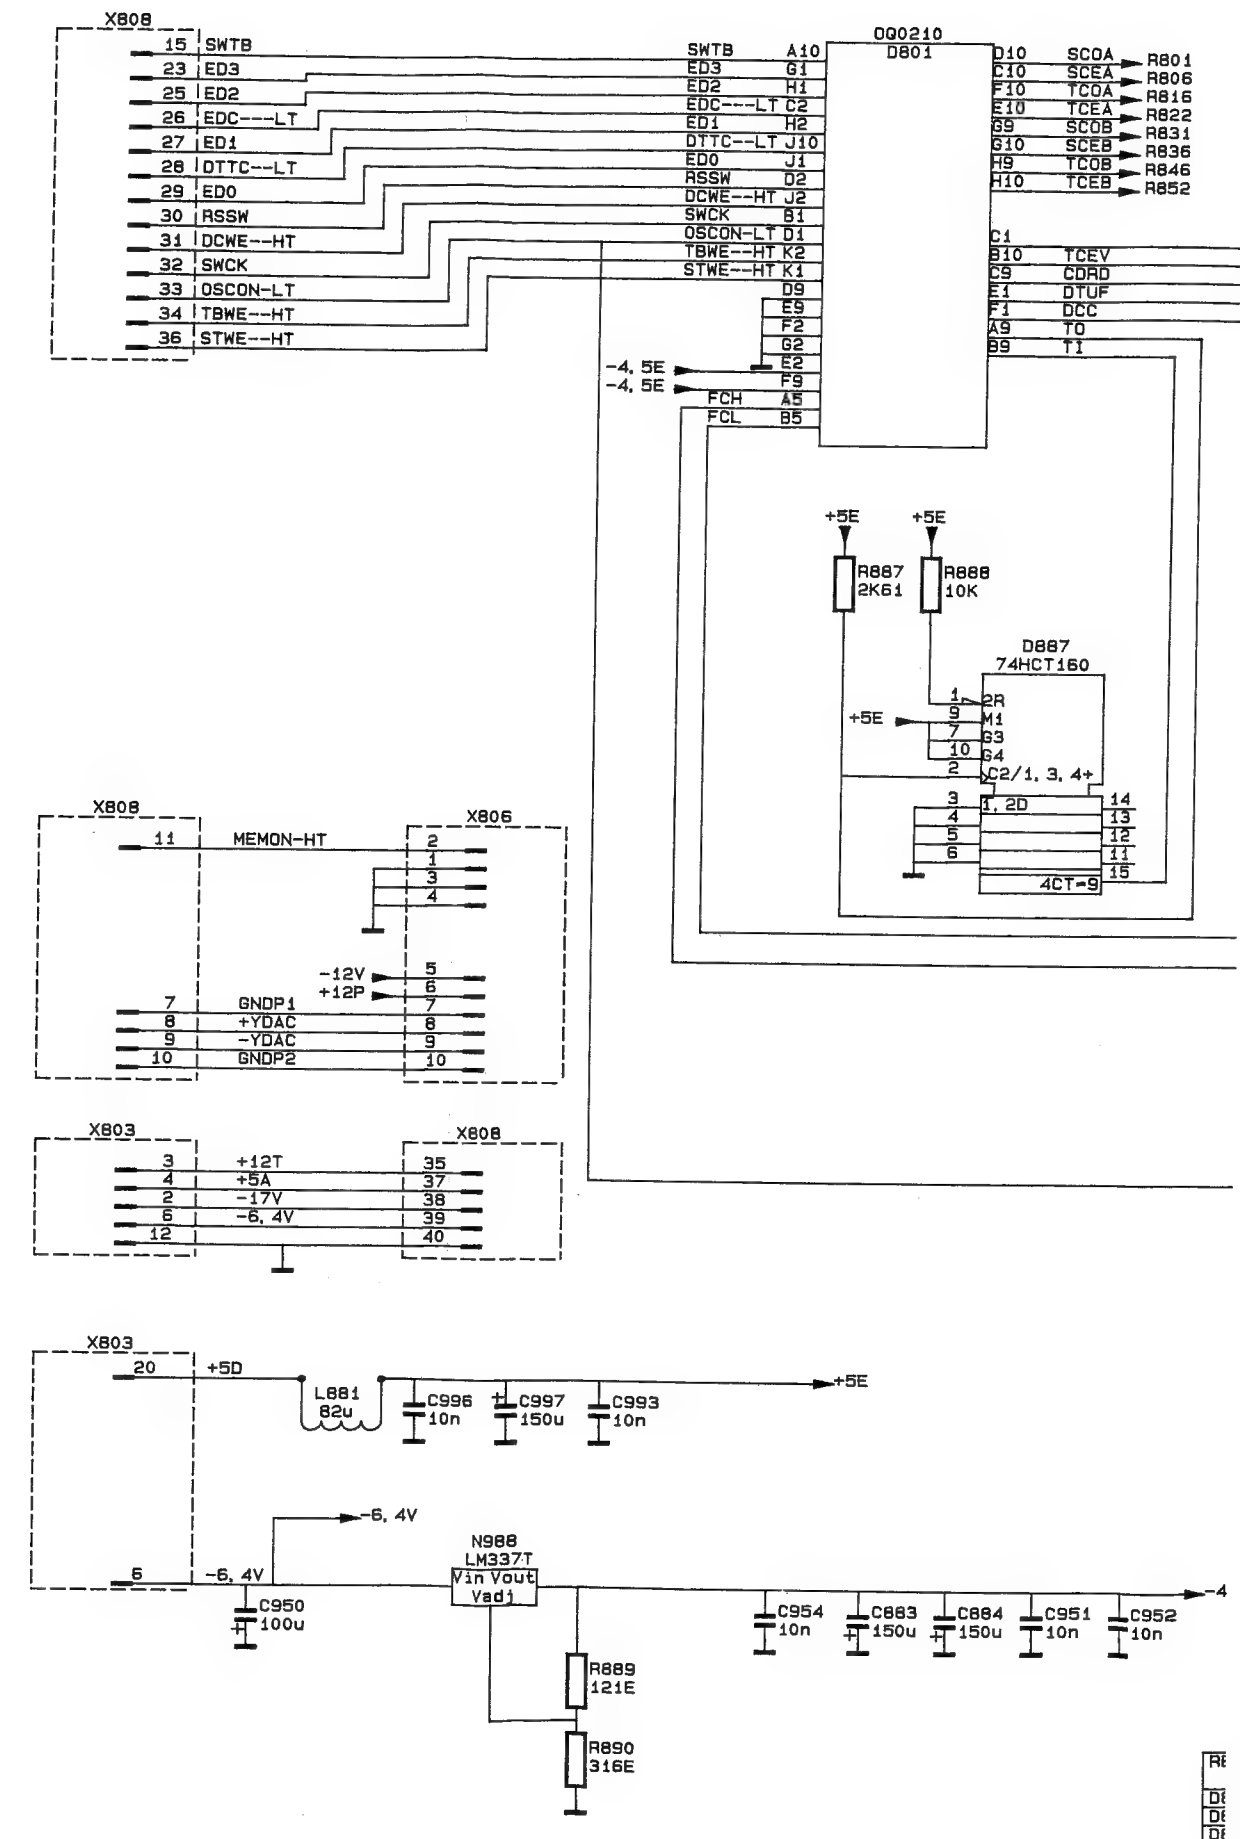 X808
15 SWTB
23 ED3
25 ED2
26 EDC---LT
27 ED1
28 DTTC--LT
29 ED0
30 RSSW
31 DCWE--HT
32 SWCK
33 OSCON-LT
34 TBWE--HT
36 STWE--HT
OQ0210
D801
SWTB A10
ED3 G1
ED2 H1
EDC---LT C2
ED1 H2
DTTC--LT J10
ED0 J1
RSSW D2
DCWE--HT J2
SWCK B1
OSCON-LT D1
TBWE--HT K2
STWE--HT K1
D9
E9
F2
G2
E2
-4, 5E
F9
-4, 5E
FCH A5
FCL B5
D10 SCOA R801
C10 SCEA R806
F10 TCOA R816
E10 TCEA R822
G9 SCOB R831
G10 SCEB R836
H9 TCOB R846
H10 TCEB R852
C1
B10 TCEV
C9 CDRD
E1 DTUF
F1 DCC
A9 TO
B9 TI
+5E +5E
R887
2K61
R888
10K
D887
74HCT160
1 2R
+5E 9 M1
7 G3
10 G4
2 C2/1, 3, 4+
3 1, 2D 14
4 13
5 12
6 11
15
4CT=9
X808 X806
11 MEMON-HT 2
1
3
4
-12V 5
+12P 6
7 GNDP1 7
8 +YDAC 8
9 -YDAC 9
10 GNDP2 10
X803 X808
3 +12T 35
4 +5A 37
2 -17V 38
6 -6, 4V 39
12 40
X803
20 +5D
L881
82u
C996
10n
+
C997
150u
C993
10n
+5E
-6, 4V
6 -6, 4V
C950
100u
+
N988
LM337T
Vin Vout
Vadj
-4
C954
10n
C883
150u
+
C884
150u
+
C951
10n
C952
10n
R889
121E
R890
316E